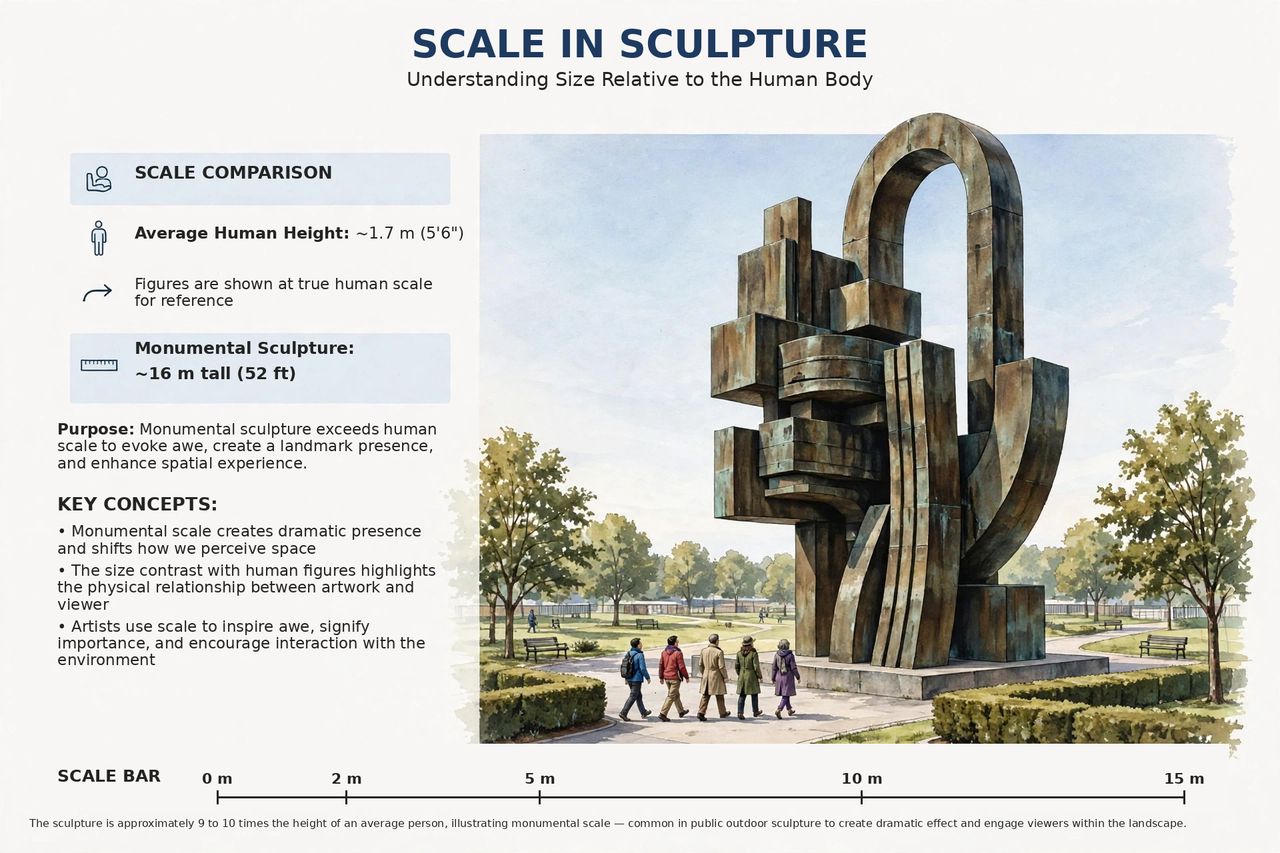 SCALE IN SCULPTURE
Understanding Size Relative to the Human Body
SCALE COMPARISON
Average Human Height: ~1.7 m (5'6")
Figures are shown at true human scale
for reference
Monumental Sculpture:
~16 m tall (52 ft)
Purpose: Monumental sculpture exceeds human
scale to evoke awe, create a landmark presence,
and enhance spatial experience.
KEY CONCEPTS:
• Monumental scale creates dramatic presence
and shifts how we perceive space
• The size contrast with human figures highlights
the physical relationship between artwork and
viewer
• Artists use scale to inspire awe, signify
importance, and encourage interaction with the
environment
SCALE BAR 0 m 2 m 5 m 10 m 15 m
The sculpture is approximately 9 to 10 times the height of an average person, illustrating monumental scale — common in public outdoor sculpture to create dramatic effect and engage viewers within the landscape.